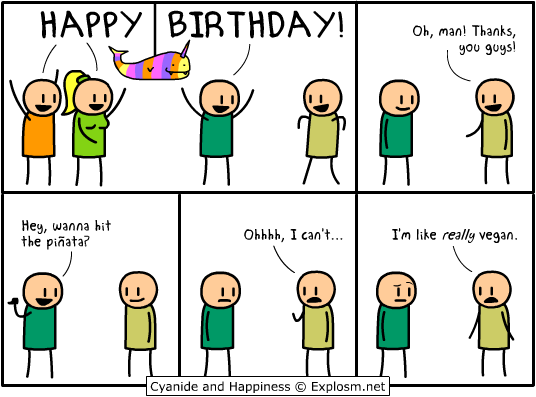 HAPPY BIRTHDAY!
Oh, man! Thanks,
you guys!
Hey, wanna hit
the piñata?
Ohhhh, I can't...
I'm like really vegan.
Cyanide and Happiness © Explosm.net